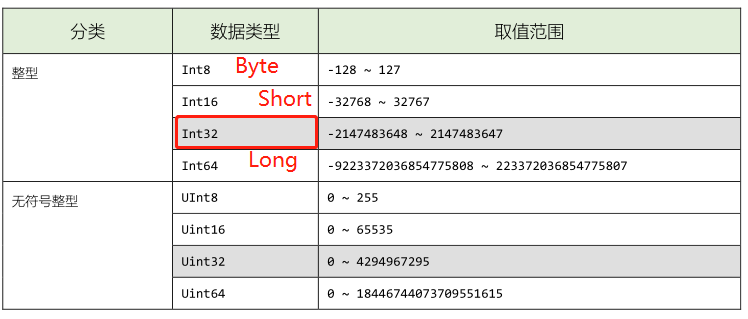 分类 数据类型 取值范围
整型 Int8 Byte -128 ~ 127
Int16 Short -32768 ~ 32767
Int32 -2147483648 ~ 2147483647
Int64 Long -9223372036854775808 ~ 223372036854775807
无符号整型 UInt8 0 ~ 255
Uint16 0 ~ 65535
Uint32 0 ~ 4294967295
Uint64 0 ~ 18446744073709551615